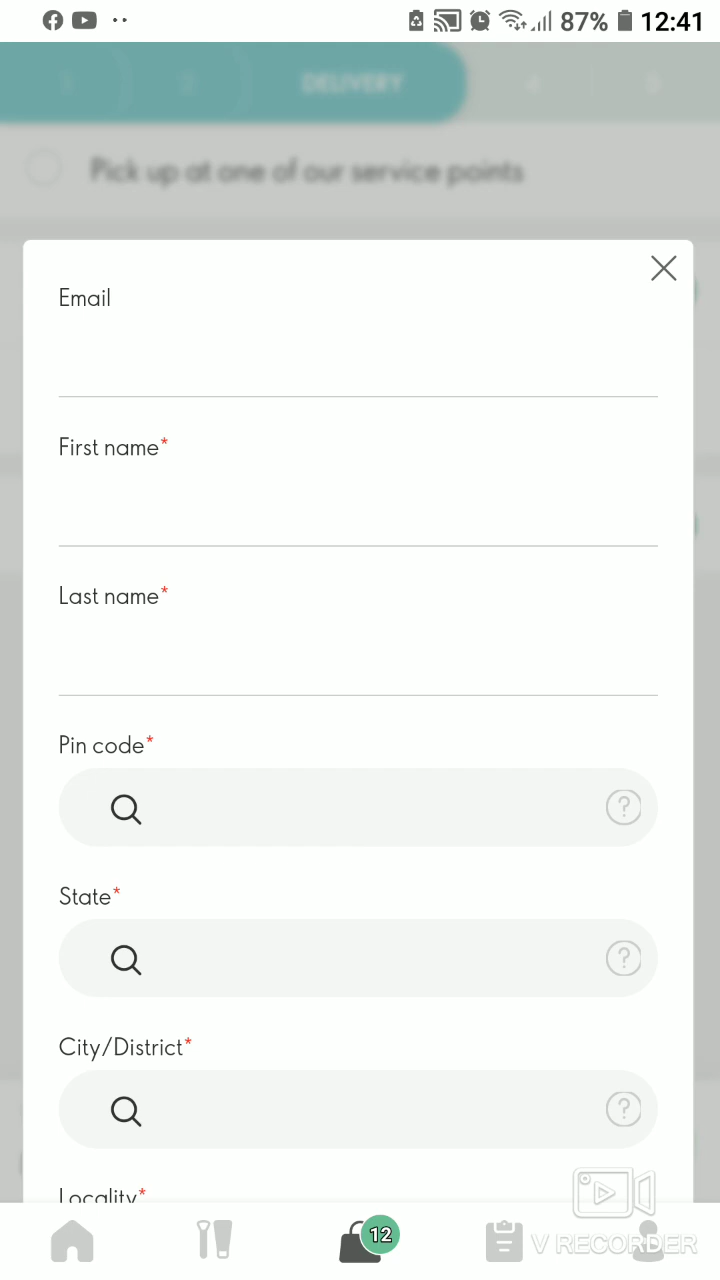 87% 12:41
DELIVERY
Pick up at one of our service points
Email
First name*
Last name*
Pin code*
State*
City/District*
Locality*
12
V RECORDER